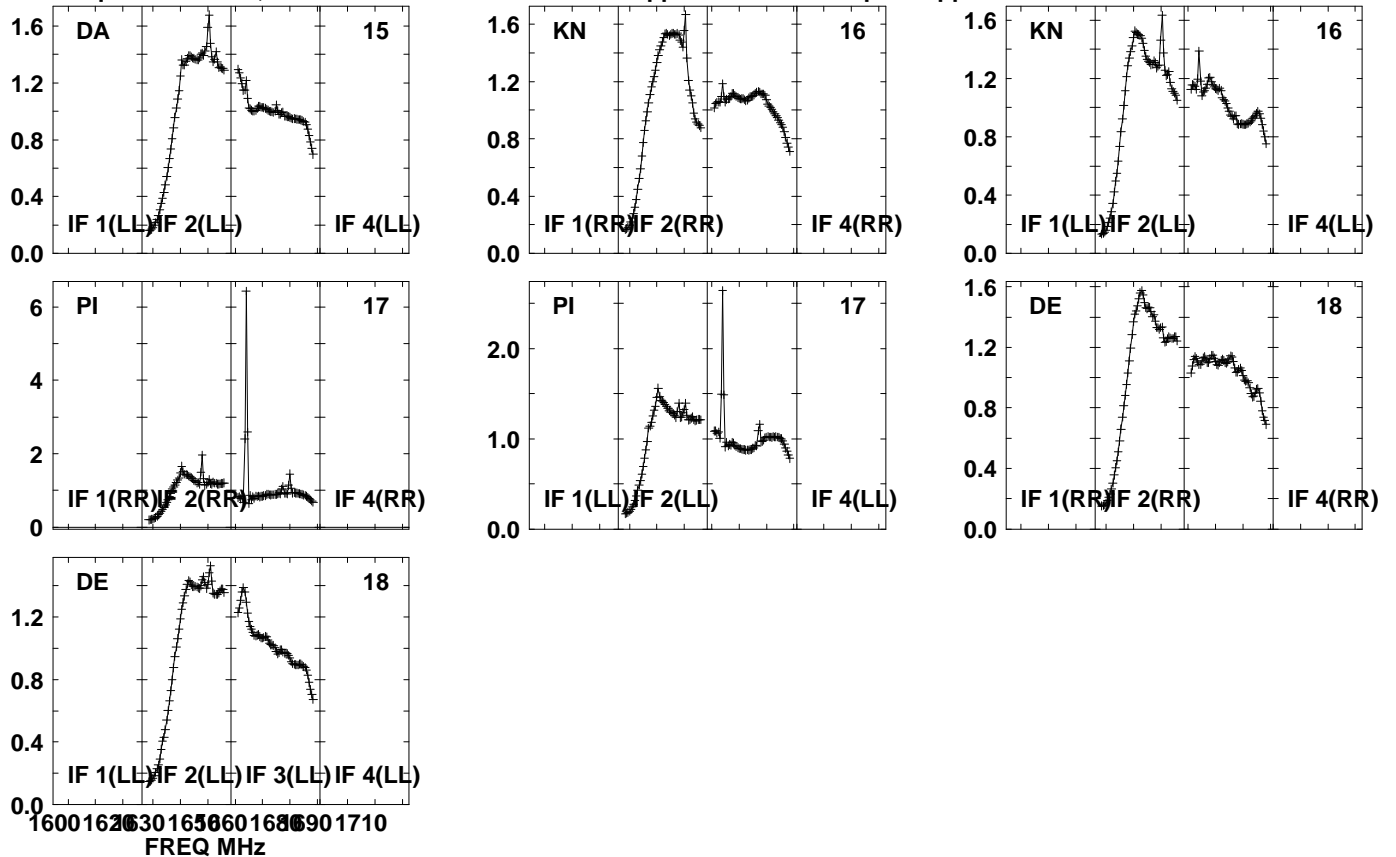 DA 15
1.6
1.2
0.8
0.4
0.0
IF 1(LL) IF 2(LL) IF 4(LL)
KN 16
1.6
1.2
0.8
0.4
0.0
IF 1(RR) IF 2(RR) IF 4(RR)
KN 16
1.6
1.2
0.8
0.4
0.0
IF 1(LL) IF 2(LL) IF 4(LL)
PI 17
6
4
2
0
IF 1(RR) IF 2(RR) IF 4(RR)
PI 17
2.0
1.0
0.0
IF 1(LL) IF 2(LL) IF 4(LL)
DE 18
1.6
1.2
0.8
0.4
0.0
IF 1(RR) IF 2(RR) IF 4(RR)
DE 18
1.2
0.8
0.4
0.0
IF 1(LL) IF 2(LL) IF 3(LL) IF 4(LL)
1600 1630 1690 1710
FREQ MHz